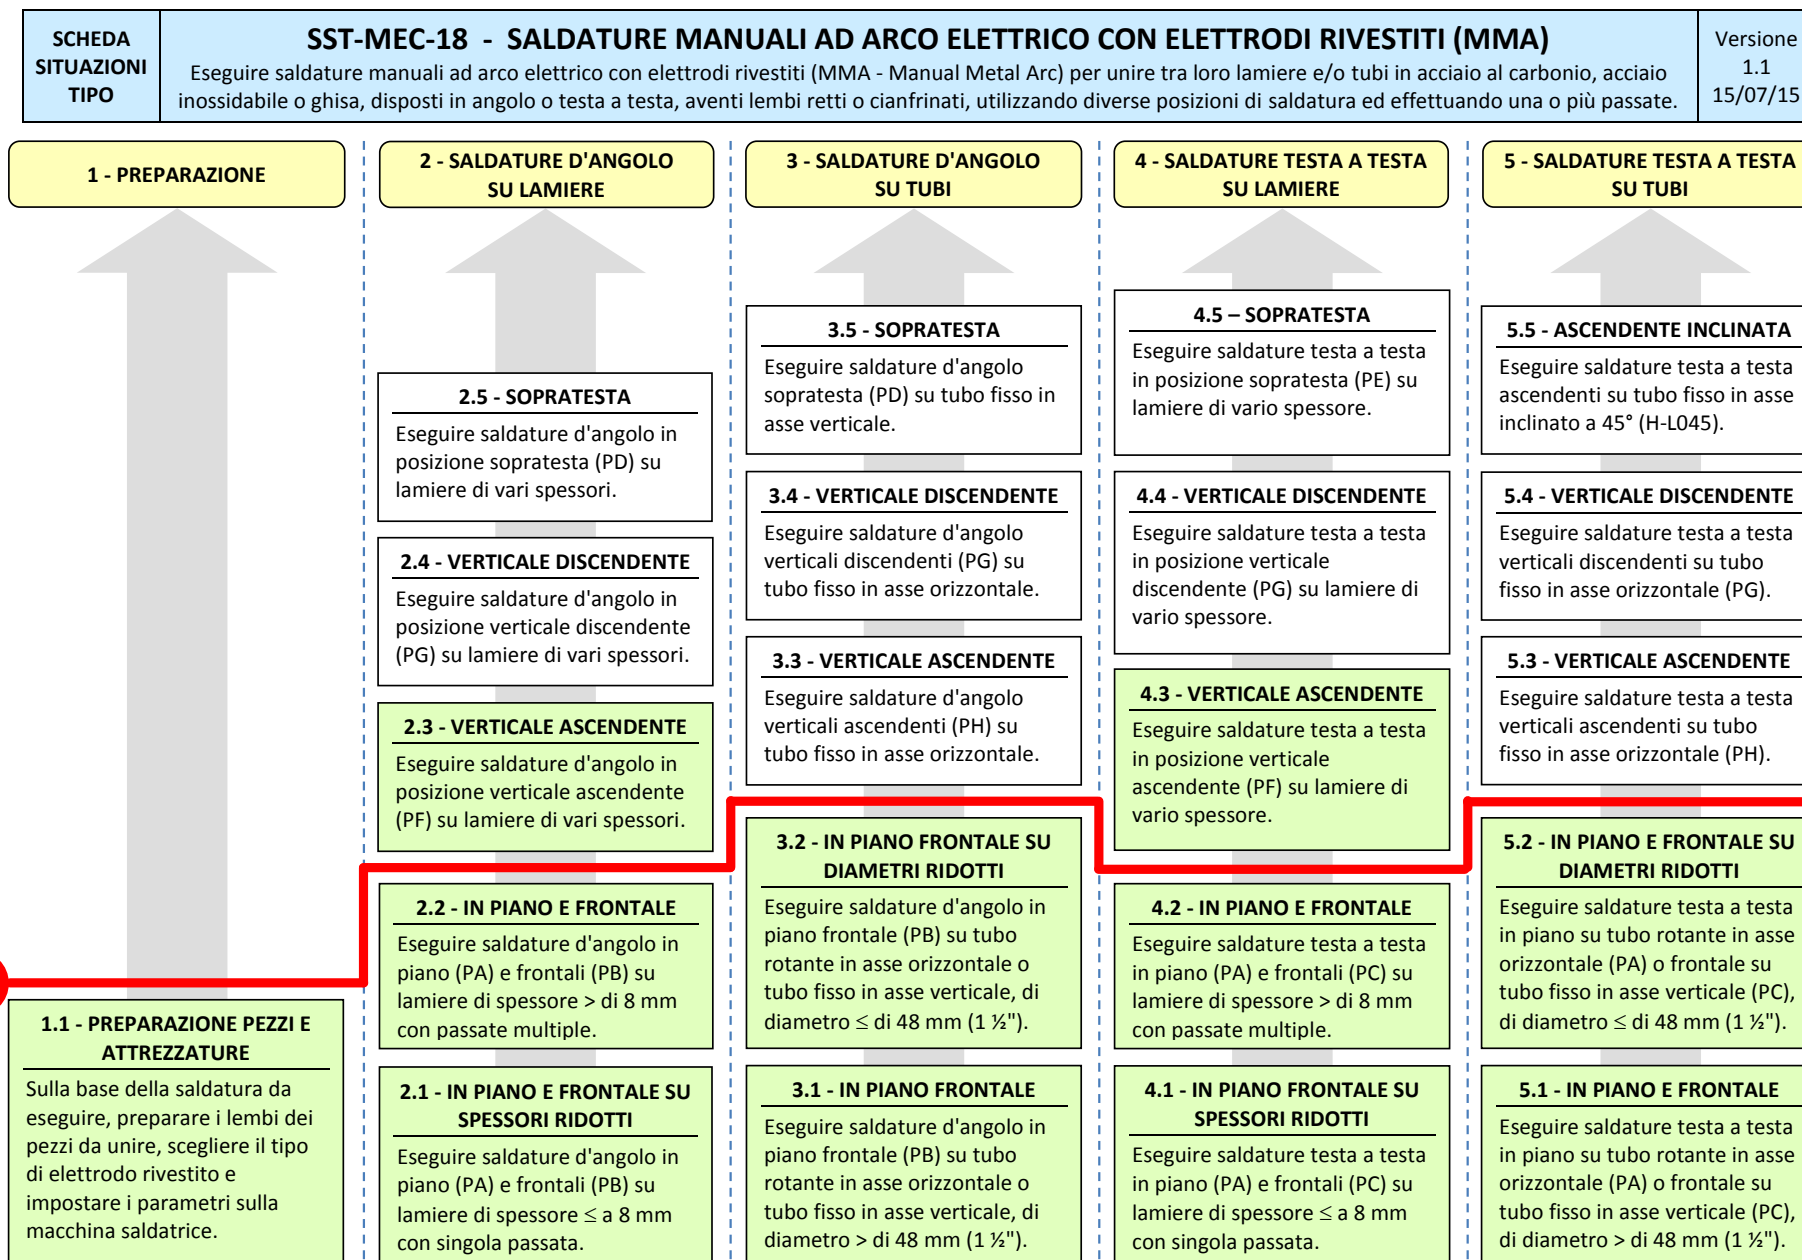 SCHEDA
SITUAZIONI
TIPO
SST-MEC-18 - SALDATURE MANUALI AD ARCO ELETTRICO CON ELETTRODI RIVESTITI (MMA)
Eseguire saldature manuali ad arco elettrico con elettrodi rivestiti (MMA - Manual Metal Arc) per unire tra loro lamiere e/o tubi in acciaio al carbonio, acciaio
inossidabile o ghisa, disposti in angolo o testa a testa, aventi lembi retti o cianfrinati, utilizzando diverse posizioni di saldatura ed effettuando una o più passate.
Versione
1.1
15/07/15
1 - PREPARAZIONE
1.1 - PREPARAZIONE PEZZI E
ATTREZZATURE
Sulla base della saldatura da
eseguire, preparare i lembi dei
pezzi da unire, scegliere il tipo
di elettrodo rivestito e
impostare i parametri sulla
macchina saldatrice.
2 - SALDATURE D'ANGOLO
SU LAMIERE
2.5 - SOPRATESTA
Eseguire saldature d'angolo in
posizione sopratesta (PD) su
lamiere di vari spessori.
2.4 - VERTICALE DISCENDENTE
Eseguire saldature d'angolo in
posizione verticale discendente
(PG) su lamiere di vari spessori.
2.3 - VERTICALE ASCENDENTE
Eseguire saldature d'angolo in
posizione verticale ascendente
(PF) su lamiere di vari spessori.
2.2 - IN PIANO E FRONTALE
Eseguire saldature d'angolo in
piano (PA) e frontali (PB) su
lamiere di spessore > di 8 mm
con passate multiple.
2.1 - IN PIANO E FRONTALE SU
SPESSORI RIDOTTI
Eseguire saldature d'angolo in
piano (PA) e frontali (PB) su
lamiere di spessore ≤ a 8 mm
con singola passata.
3 - SALDATURE D'ANGOLO
SU TUBI
3.5 - SOPRATESTA
Eseguire saldature d'angolo
sopratesta (PD) su tubo fisso in
asse verticale.
3.4 - VERTICALE DISCENDENTE
Eseguire saldature d'angolo
verticali discendenti (PG) su
tubo fisso in asse orizzontale.
3.3 - VERTICALE ASCENDENTE
Eseguire saldature d'angolo
verticali ascendenti (PH) su
tubo fisso in asse orizzontale.
3.2 - IN PIANO FRONTALE SU
DIAMETRI RIDOTTI
Eseguire saldature d'angolo in
piano frontale (PB) su tubo
rotante in asse orizzontale o
tubo fisso in asse verticale, di
diametro ≤ di 48 mm (1 ½").
3.1 - IN PIANO FRONTALE
Eseguire saldature d'angolo in
piano frontale (PB) su tubo
rotante in asse orizzontale o
tubo fisso in asse verticale, di
diametro > di 48 mm (1 ½").
4 - SALDATURE TESTA A TESTA
SU LAMIERE
4.5 – SOPRATESTA
Eseguire saldature testa a testa
in posizione sopratesta (PE) su
lamiere di vario spessore.
4.4 - VERTICALE DISCENDENTE
Eseguire saldature testa a testa
in posizione verticale
discendente (PG) su lamiere di
vario spessore.
4.3 - VERTICALE ASCENDENTE
Eseguire saldature testa a testa
in posizione verticale
ascendente (PF) su lamiere di
vario spessore.
4.2 - IN PIANO E FRONTALE
Eseguire saldature testa a testa
in piano (PA) e frontali (PC) su
lamiere di spessore > di 8 mm
con passate multiple.
4.1 - IN PIANO FRONTALE SU
SPESSORI RIDOTTI
Eseguire saldature testa a testa
in piano (PA) e frontali (PC) su
lamiere di spessore ≤ a 8 mm
con singola passata.
5 - SALDATURE TESTA A TESTA
SU TUBI
5.5 - ASCENDENTE INCLINATA
Eseguire saldature testa a testa
ascendenti su tubo fisso in asse
inclinato a 45° (H-L045).
5.4 - VERTICALE DISCENDENTE
Eseguire saldature testa a testa
verticali discendenti su tubo
fisso in asse orizzontale (PG).
5.3 - VERTICALE ASCENDENTE
Eseguire saldature testa a testa
verticali ascendenti su tubo
fisso in asse orizzontale (PH).
5.2 - IN PIANO E FRONTALE SU
DIAMETRI RIDOTTI
Eseguire saldature testa a testa
in piano su tubo rotante in asse
orizzontale (PA) o frontale su
tubo fisso in asse verticale (PC),
di diametro ≤ di 48 mm (1 ½").
5.1 - IN PIANO E FRONTALE
Eseguire saldature testa a testa
in piano su tubo rotante in asse
orizzontale (PA) o frontale su
tubo fisso in asse verticale (PC),
di diametro > di 48 mm (1 ½").